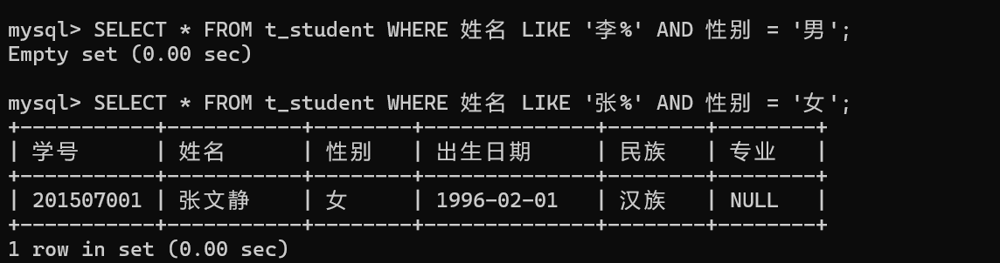 mysql> SELECT * FROM t_student WHERE 姓名 LIKE '李%' AND 性别 = '男';
Empty set (0.00 sec)
mysql> SELECT * FROM t_student WHERE 姓名 LIKE '张%' AND 性别 = '女';
+-----------+-----------+--------+--------------+--------+--------+
| 学号 | 姓名 | 性别 | 出生日期 | 民族 | 专业 |
+-----------+-----------+--------+--------------+--------+--------+
| 201507001 | 张文静 | 女 | 1996-02-01 | 汉族 | NULL |
+-----------+-----------+--------+--------------+--------+--------+
1 row in set (0.00 sec)